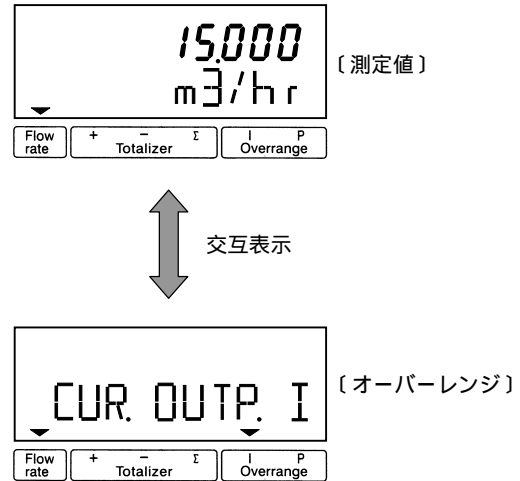 15.000
m3/hr
〔測定値〕
Flow rate + − Σ Totalizer I P Overrange
交互表示
CUR. OUTP. I
〔オーバーレンジ〕
Flow rate + − Σ Totalizer I P Overrange